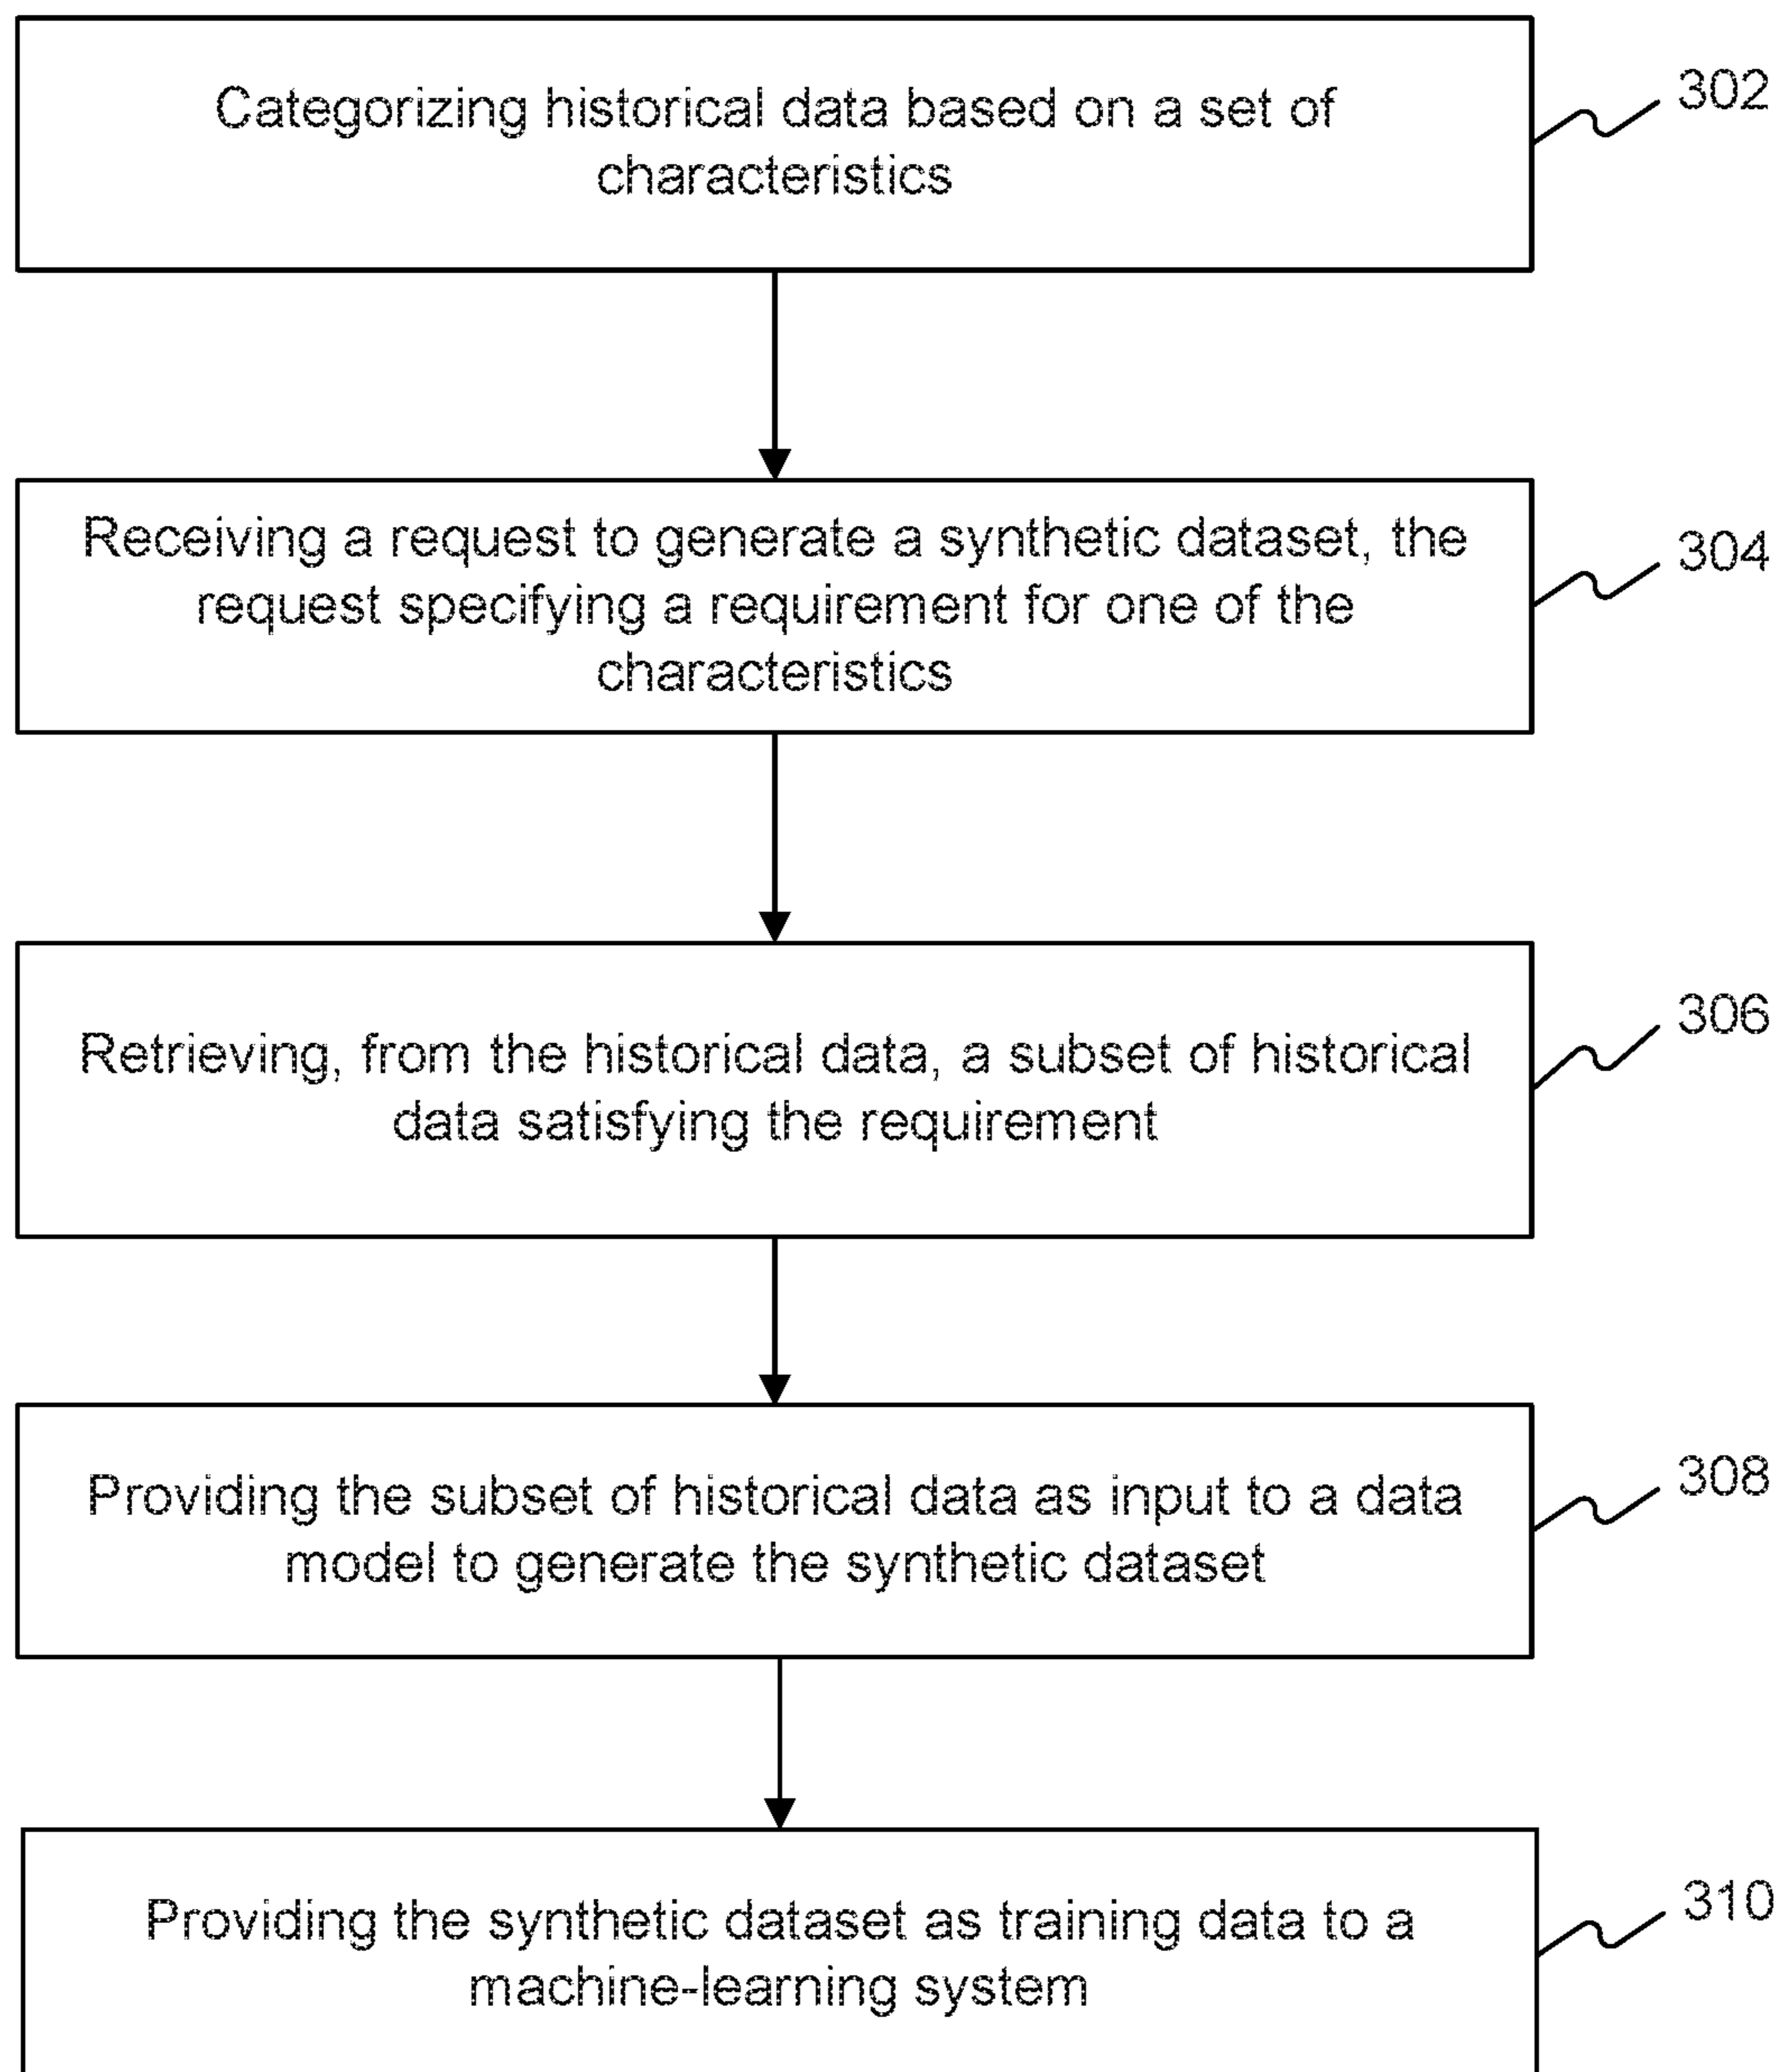 Categorizing historical data based on a set of
characteristics
302
Receiving a request to generate a synthetic dataset, the
request specifying a requirement for one of the
characteristics
304
Retrieving, from the historical data, a subset of historical
data satisfying the requirement
306
Providing the subset of historical data as input to a data
model to generate the synthetic dataset
308
Providing the synthetic dataset as training data to a
machine-learning system
310